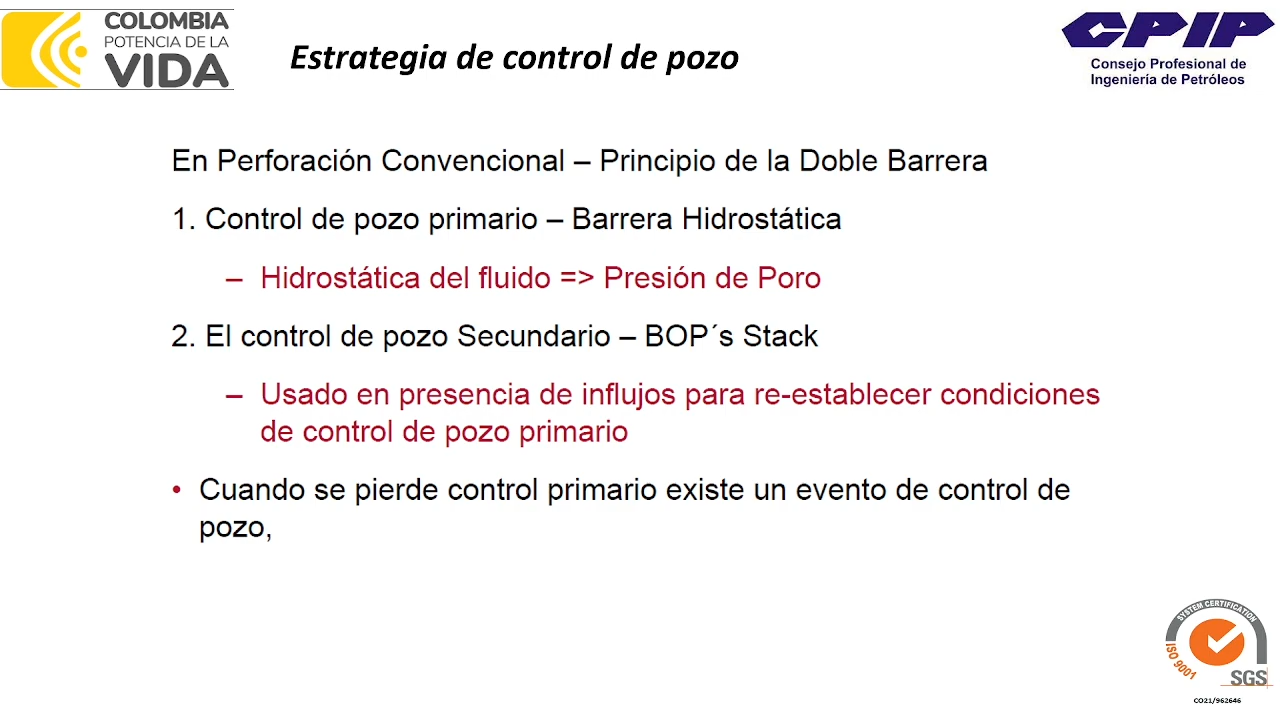 COLOMBIA
POTENCIA DE LA
VIDA
Estrategia de control de pozo
CPIP
Consejo Profesional de
Ingeniería de Petróleos
En Perforación Convencional – Principio de la Doble Barrera
1. Control de pozo primario – Barrera Hidrostática
– Hidrostática del fluido => Presión de Poro
2. El control de pozo Secundario – BOP´s Stack
– Usado en presencia de influjos para re-establecer condiciones
de control de pozo primario
• Cuando se pierde control primario existe un evento de control de
pozo,
SYSTEM CERTIFICATION
ISO 9001
SGS
CO21/962646